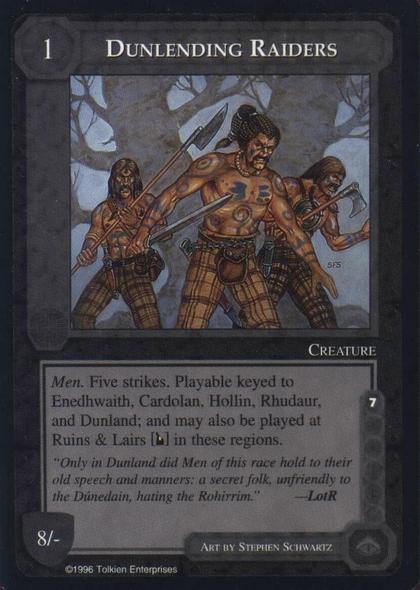 1
DUNLENDING RAIDERS
SFS
CREATURE
Men. Five strikes. Playable keyed to
Enedhwaith, Cardolan, Hollin, Rhudaur,
and Dunland; and may also be played at
Ruins & Lairs [] in these regions.
7
"Only in Dunland did Men of this race hold to their
old speech and manners: a secret folk, unfriendly to
the Dúnedain, hating the Rohirrim." —LotR
8/-
ART BY STEPHEN SCHWARTZ
©1996 Tolkien Enterprises